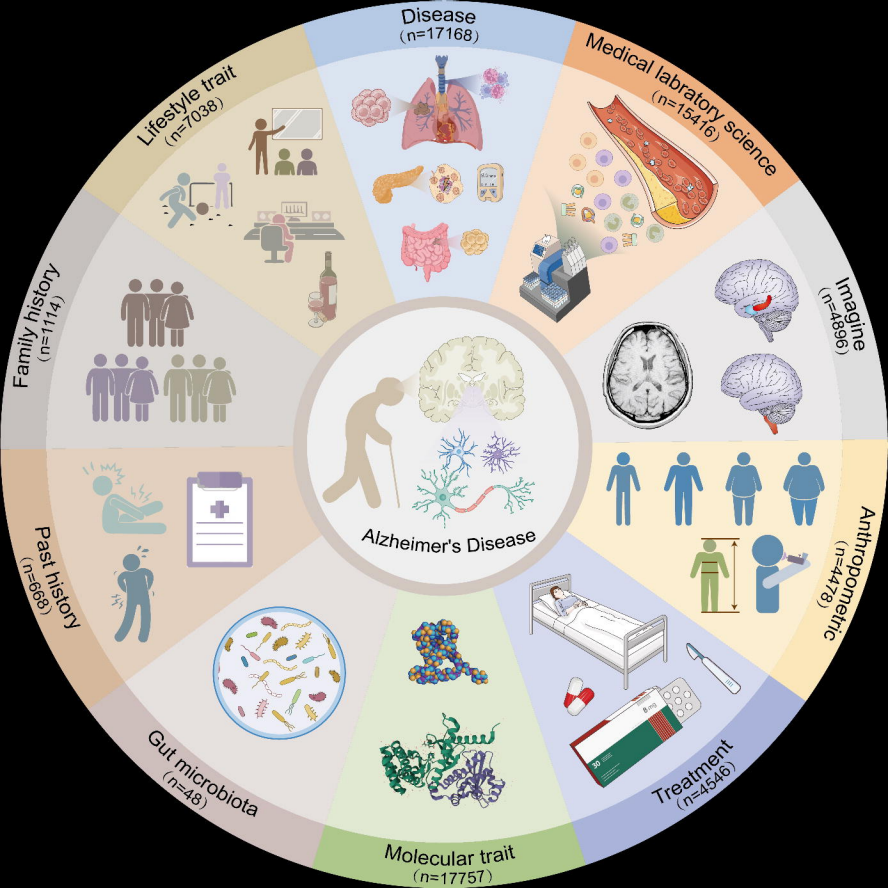 Disease
(n=17168)
Medical labratory science
(n=15416)
Imagine
(n=4896)
Anthropometric
(n=4478)
Treatment
(n=4546)
Molecular trait
(n=17757)
Gut microbiota
(n=48)
Past history
(n=668)
Family history
(n=1114)
Lifestyle trait
(n=7038)
Alzheimer's Disease
8 mg
30